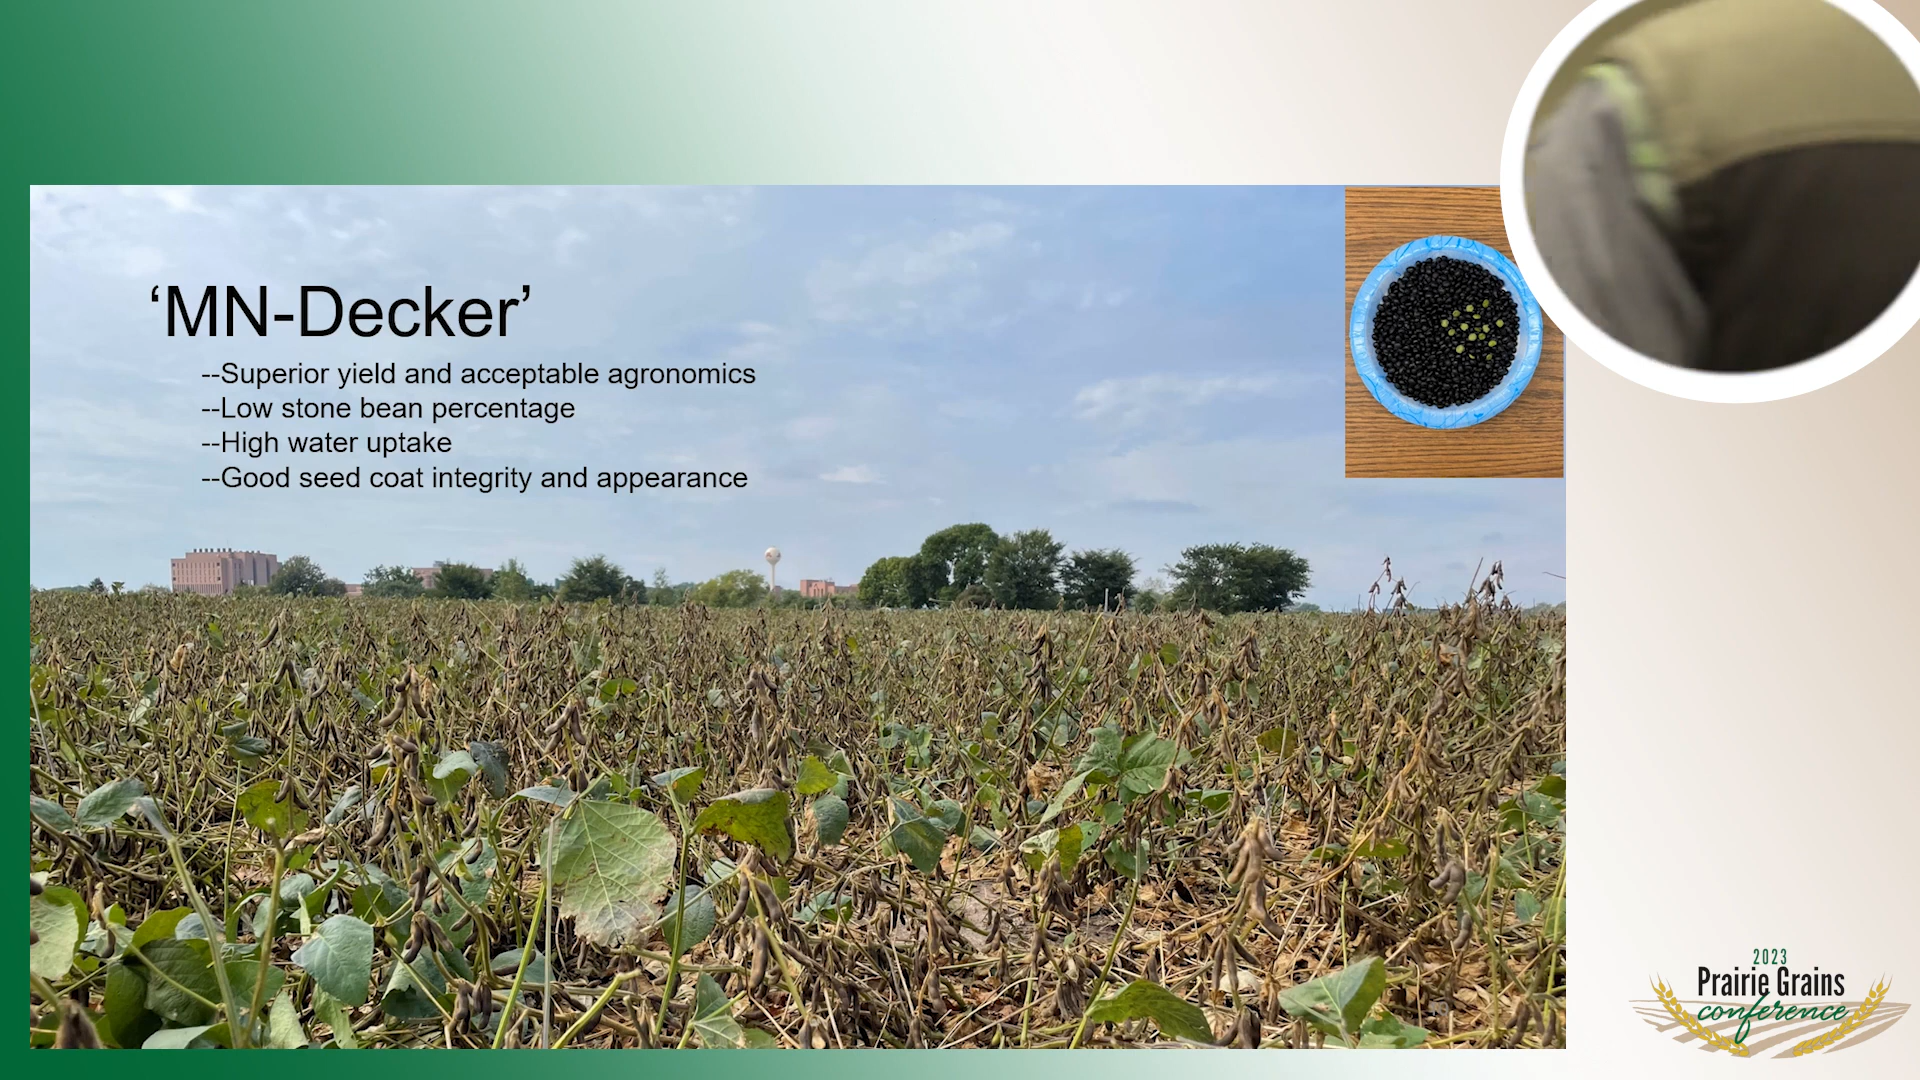 ‘MN-Decker’
--Superior yield and acceptable agronomics
--Low stone bean percentage
--High water uptake
--Good seed coat integrity and appearance
2023
Prairie Grains
conference